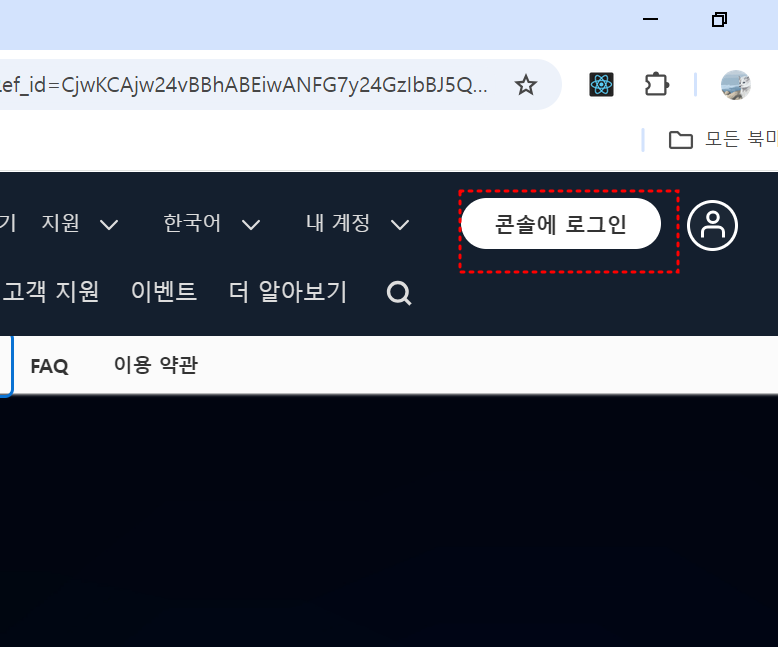 ef_id=CjwKCAjw24vBBhABEiwANFG7y24GzIbBJ5Q...
모든 북마
기 지원 한국어 내 계정 콘솔에 로그인
고객 지원 이벤트 더 알아보기
FAQ 이용 약관